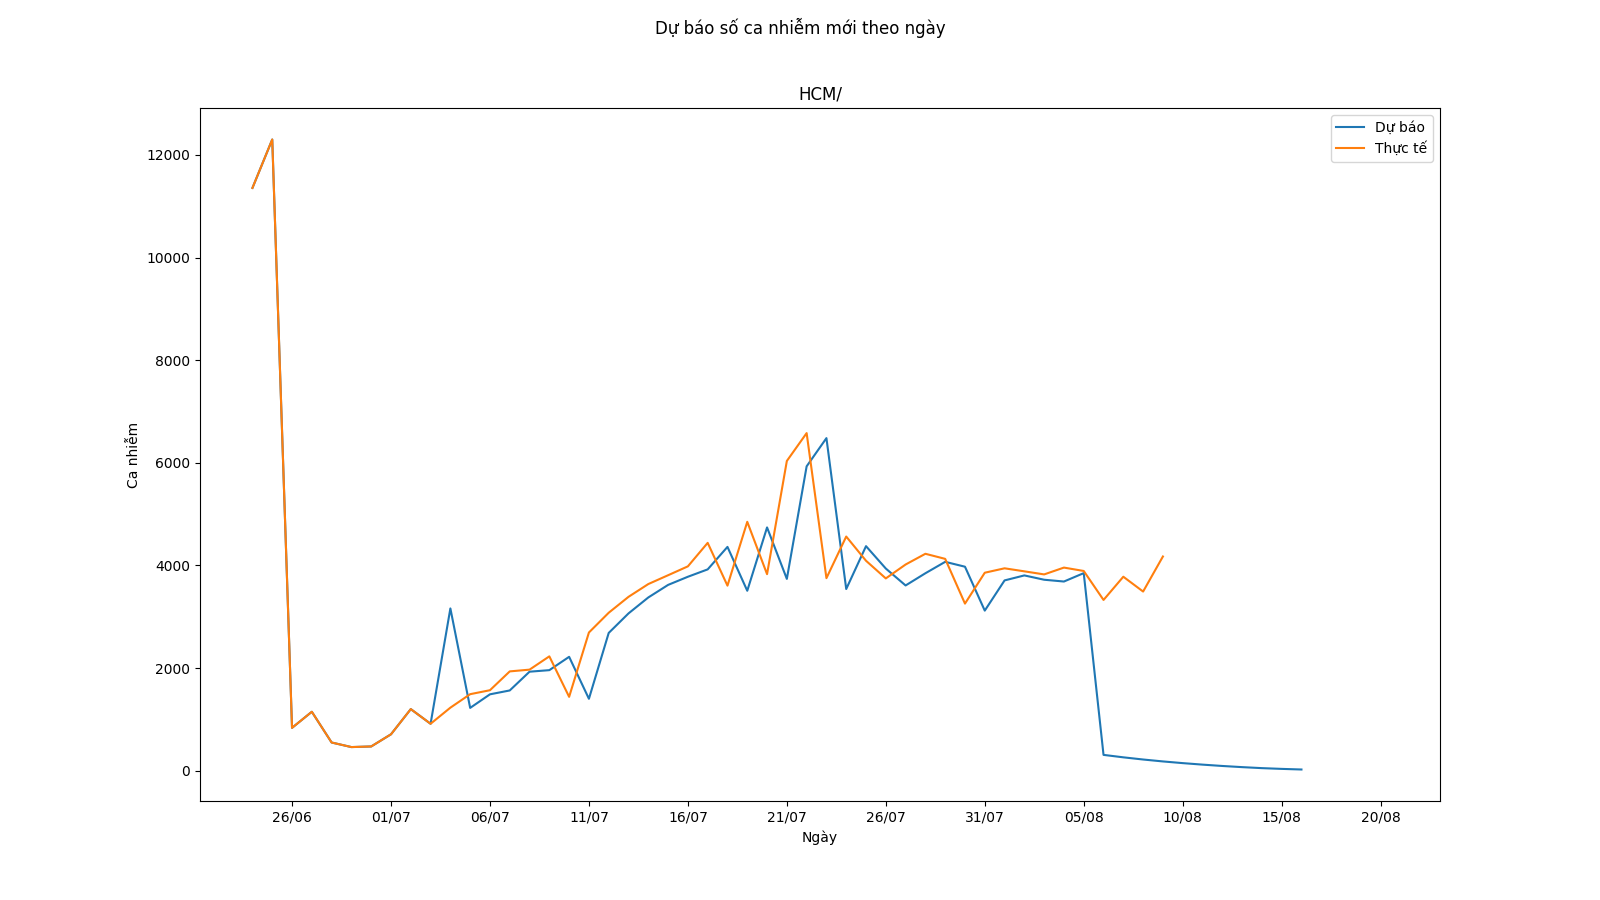 Dự báo số ca nhiễm mới theo ngày
HCM/
Dự báo
Thực tế
12000
10000
8000
6000
4000
2000
0
Ca nhiễm
26/06 01/07 06/07 11/07 16/07 21/07 26/07 31/07 05/08 10/08 15/08 20/08
Ngày